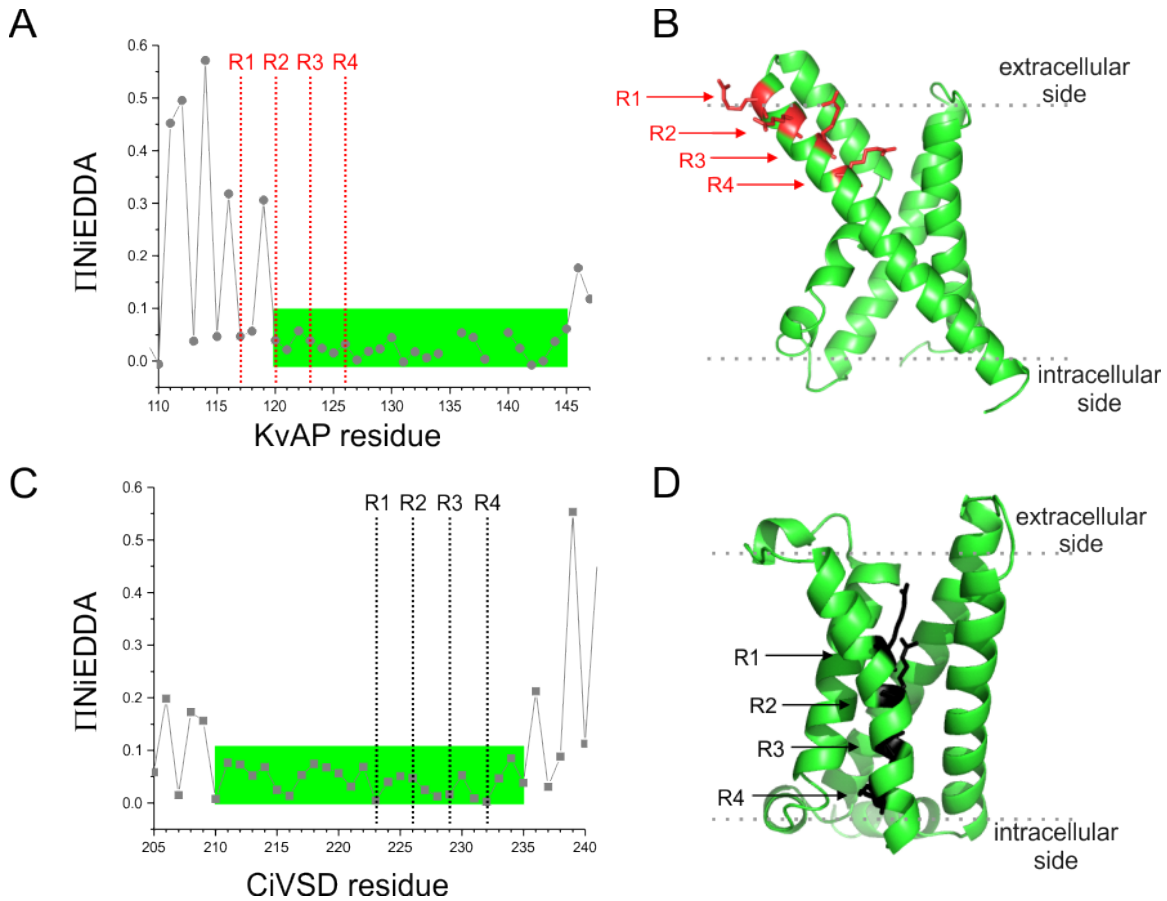 A
ΠNiEDDA
0.6
0.5
0.4
0.3
0.2
0.1
0.0
R1 R2 R3 R4
110 115 120 125 130 135 140 145
KvAP residue
B
extracellular
side
R1
R2
R3
R4
intracellular
side
C
ΠNiEDDA
0.6
0.5
0.4
0.3
0.2
0.1
0.0
R1 R2 R3 R4
205 210 215 220 225 230 235 240
CiVSD residue
D
extracellular
side
R1
R2
R3
R4
intracellular
side